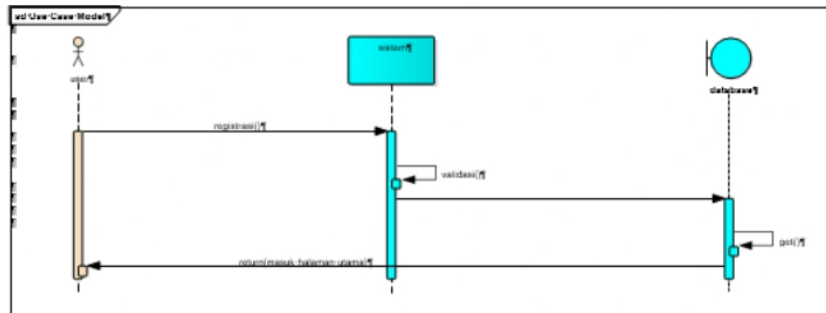 sd Use Case Model¶
user¶
sistem¶
database¶
registrasi()¶
validasi()¶
get()¶
return(masuk halaman utama)¶